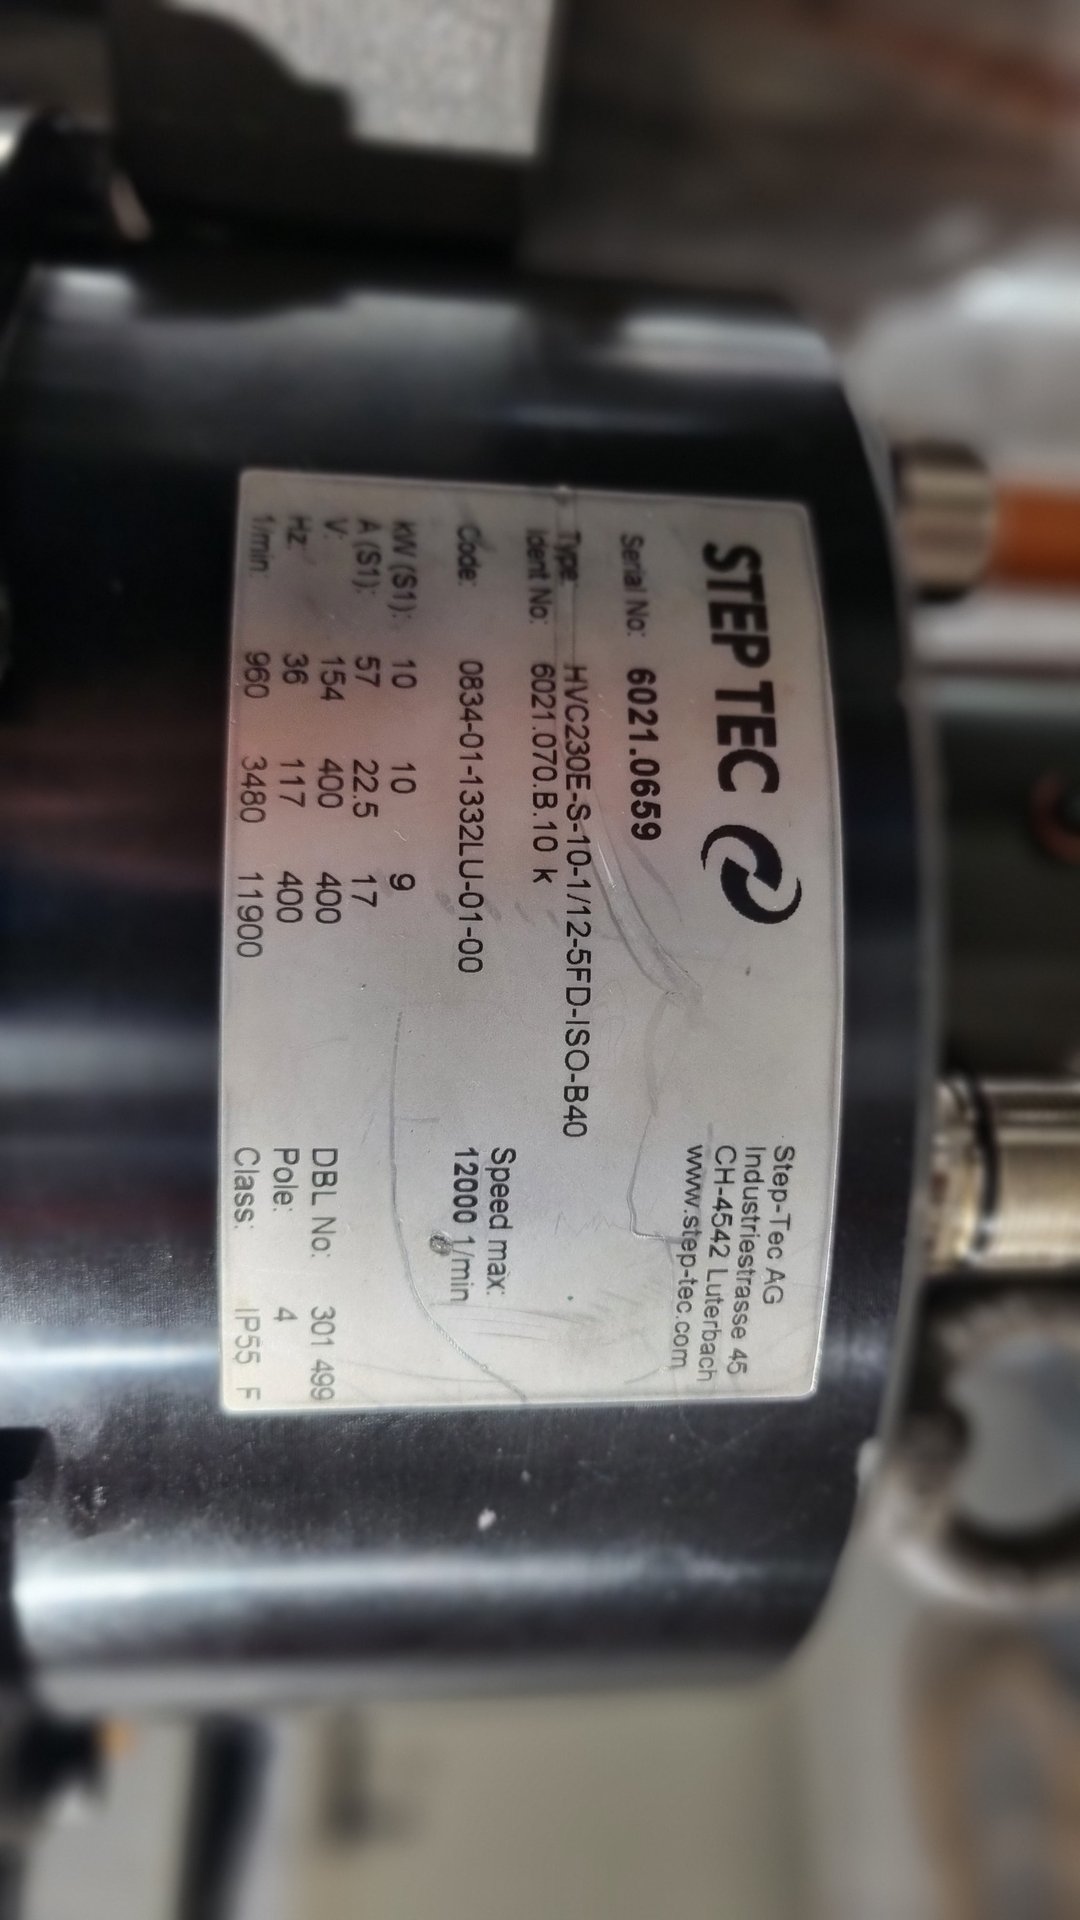 STEP TEC
Step-Tec AG
Industriestrasse 45
CH-4542 Luterbach
www.step-tec.com
Serial No: 6021.0659
Type: HVC230E-S-10-1/12-5FD-ISO-B40
Ident No: 6021.070.B.10 k
Speed max:
Code: 0834-01-1332LU-01-00 12000 1/min
kW (S1): 10 10 9
A (S1): 57 22.5 17
V: 154 400 400 DBL No: 301 499
Hz: 36 117 400 Pole: 4
1/min: 960 3480 11900 Class: IP55 F